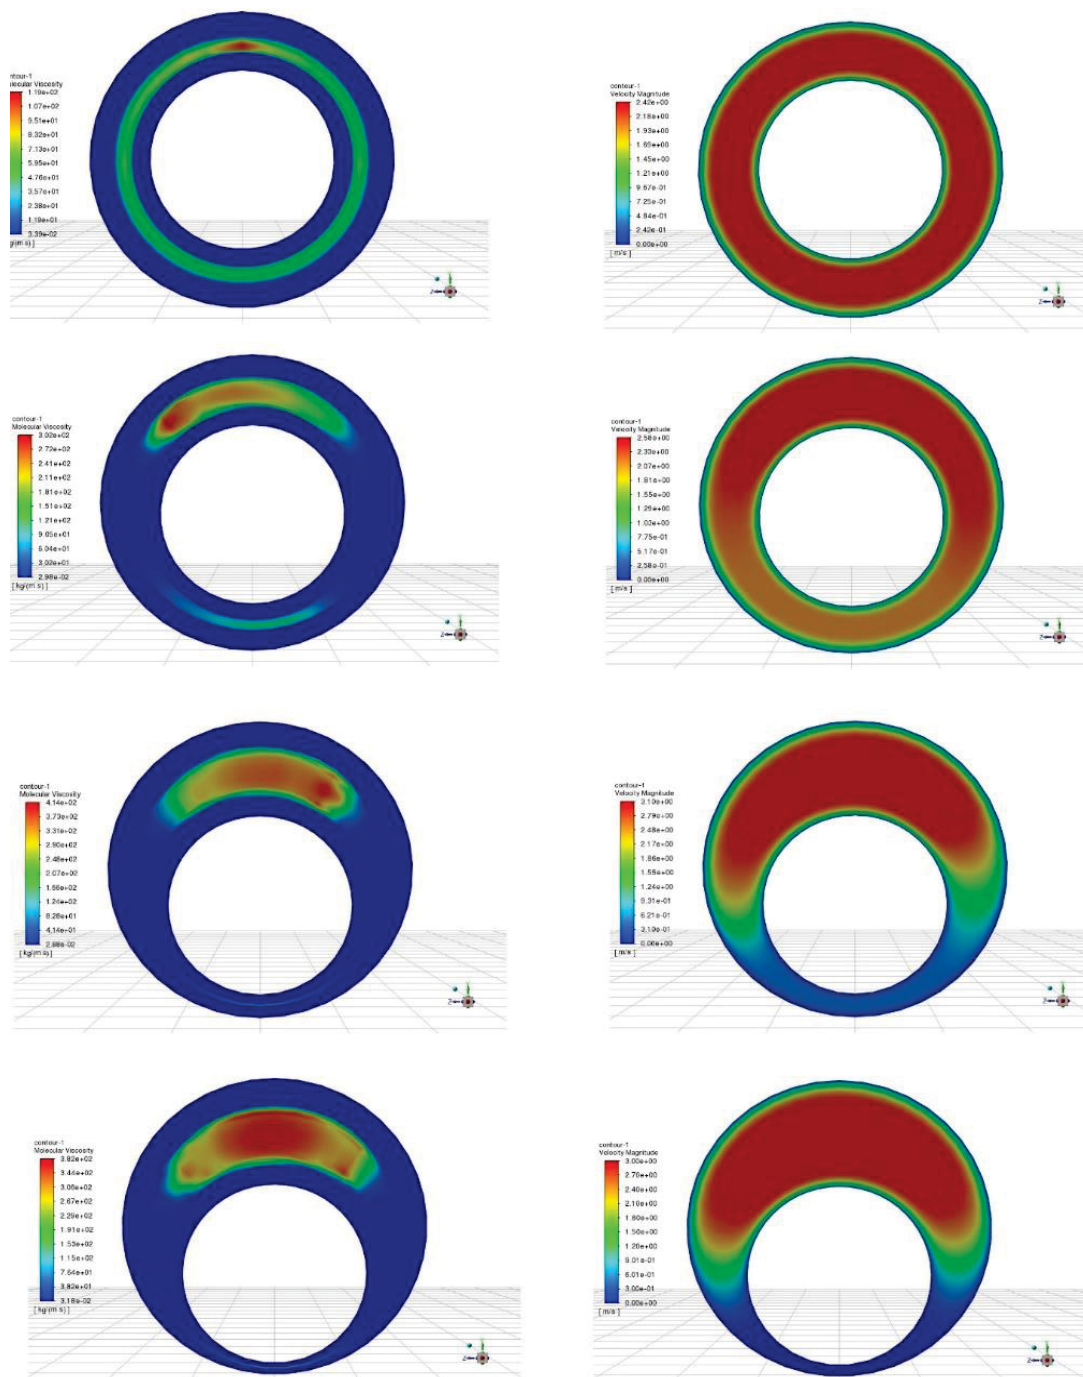 ontour-1
olecular Viscosity
1.19e+02
1.07e+02
9.51e+01
8.32e+01
7.13e+01
5.95e+01
4.76e+01
3.57e+01
2.38e+01
1.19e+01
3.39e-02
g/(m s) ]
Z
contour-1
Velocity Magnitude
2.42e+00
2.18e+00
1.93e+00
1.69e+00
1.45e+00
1.21e+00
9.67e-01
7.25e-01
4.84e-01
2.42e-01
0.00e+00
[ m/s ]
Z
contour-1
Molecular Viscosity
3.02e+02
2.72e+02
2.41e+02
2.11e+02
1.81e+02
1.51e+02
1.21e+02
9.05e+01
6.04e+01
3.02e+01
2.98e-02
[ kg/(m s) ]
Z
contour-1
Velocity Magnitude
2.58e+00
2.33e+00
2.07e+00
1.81e+00
1.55e+00
1.29e+00
1.03e+00
7.75e-01
5.17e-01
2.58e-01
0.00e+00
[ m/s ]
Z
contour-1
Molecular Viscosity
4.14e+02
3.73e+02
3.31e+02
2.90e+02
2.48e+02
2.07e+02
1.66e+02
1.24e+02
8.28e+01
4.14e+01
2.88e-02
[ kg/(m s) ]
Z
contour-1
Velocity Magnitude
3.10e+00
2.79e+00
2.48e+00
2.17e+00
1.86e+00
1.55e+00
1.24e+00
9.31e-01
6.21e-01
3.10e-01
0.00e+00
[ m/s ]
Z
contour-1
Molecular Viscosity
3.82e+02
3.44e+02
3.06e+02
2.67e+02
2.29e+02
1.91e+02
1.53e+02
1.15e+02
7.64e+01
3.82e+01
3.18e-02
[ kg/(m s) ]
Z
contour-1
Velocity Magnitude
3.00e+00
2.70e+00
2.40e+00
2.10e+00
1.80e+00
1.50e+00
1.20e+00
9.01e-01
6.01e-01
3.00e-01
0.00e+00
[ m/s ]
Z